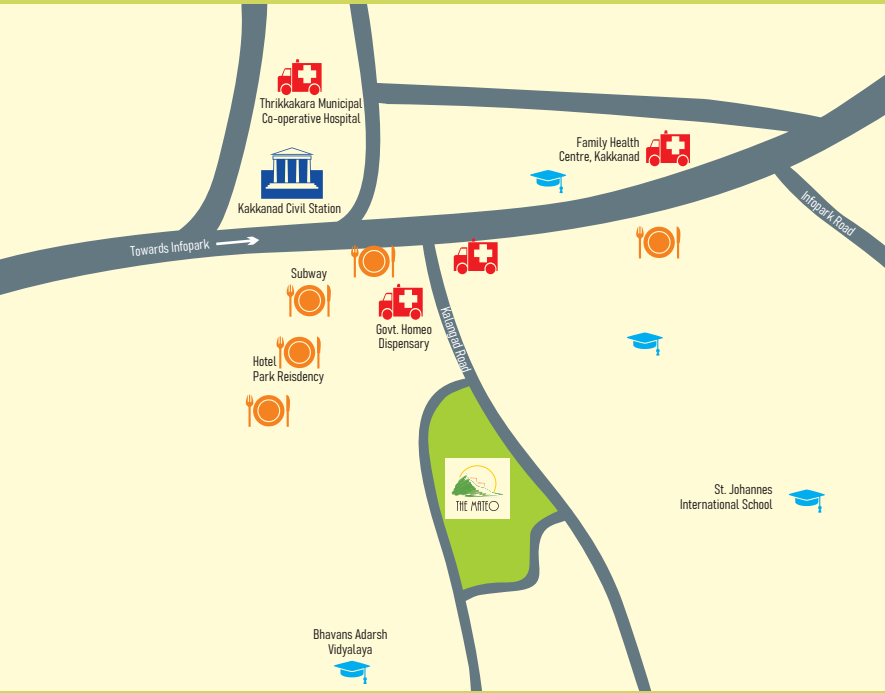 Thrikkakara Municipal
Co-operative Hospital
Family Health
Centre, Kakkanad
Kakkanad Civil Station
Infopark Road
Towards Infopark
Subway
Govt. Homeo
Dispensary
Kalangad Road
Hotel
Park Reisdency
THE MATEO
St. Johannes
International School
Bhavans Adarsh
Vidyalaya